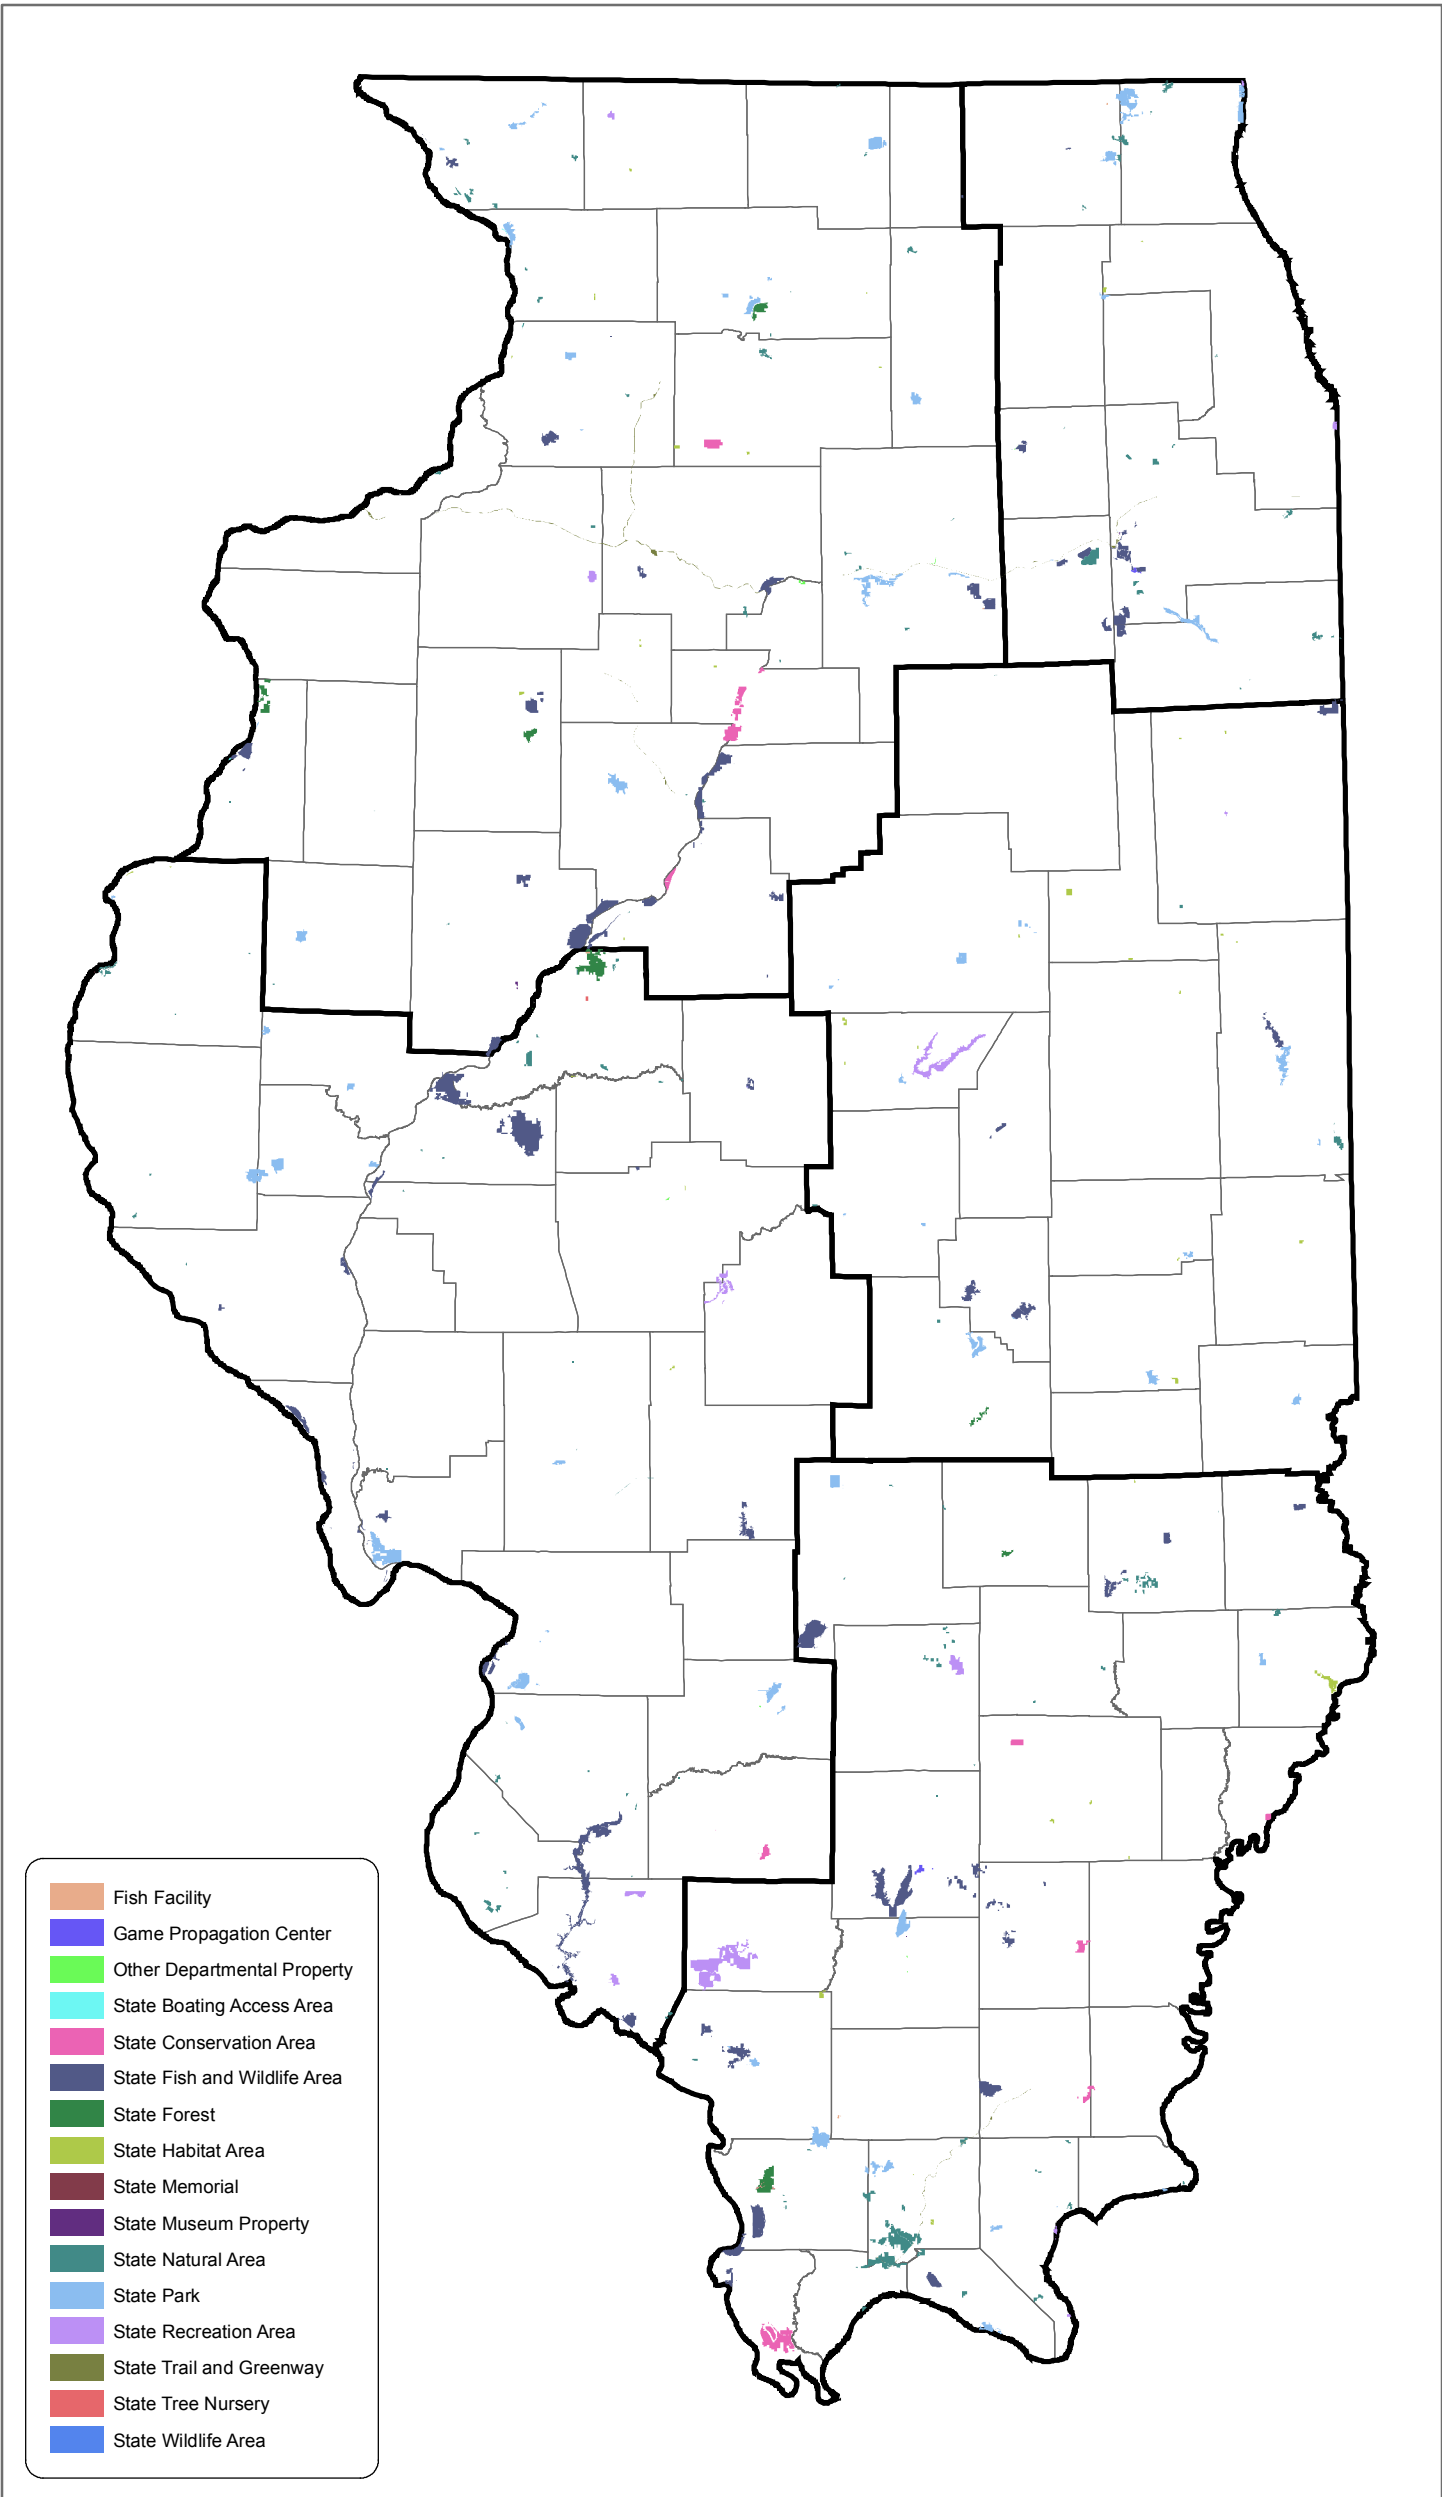 Fish Facility
Game Propagation Center
Other Departmental Property
State Boating Access Area
State Conservation Area
State Fish and Wildlife Area
State Forest
State Habitat Area
State Memorial
State Museum Property
State Natural Area
State Park
State Recreation Area
State Trail and Greenway
State Tree Nursery
State Wildlife Area